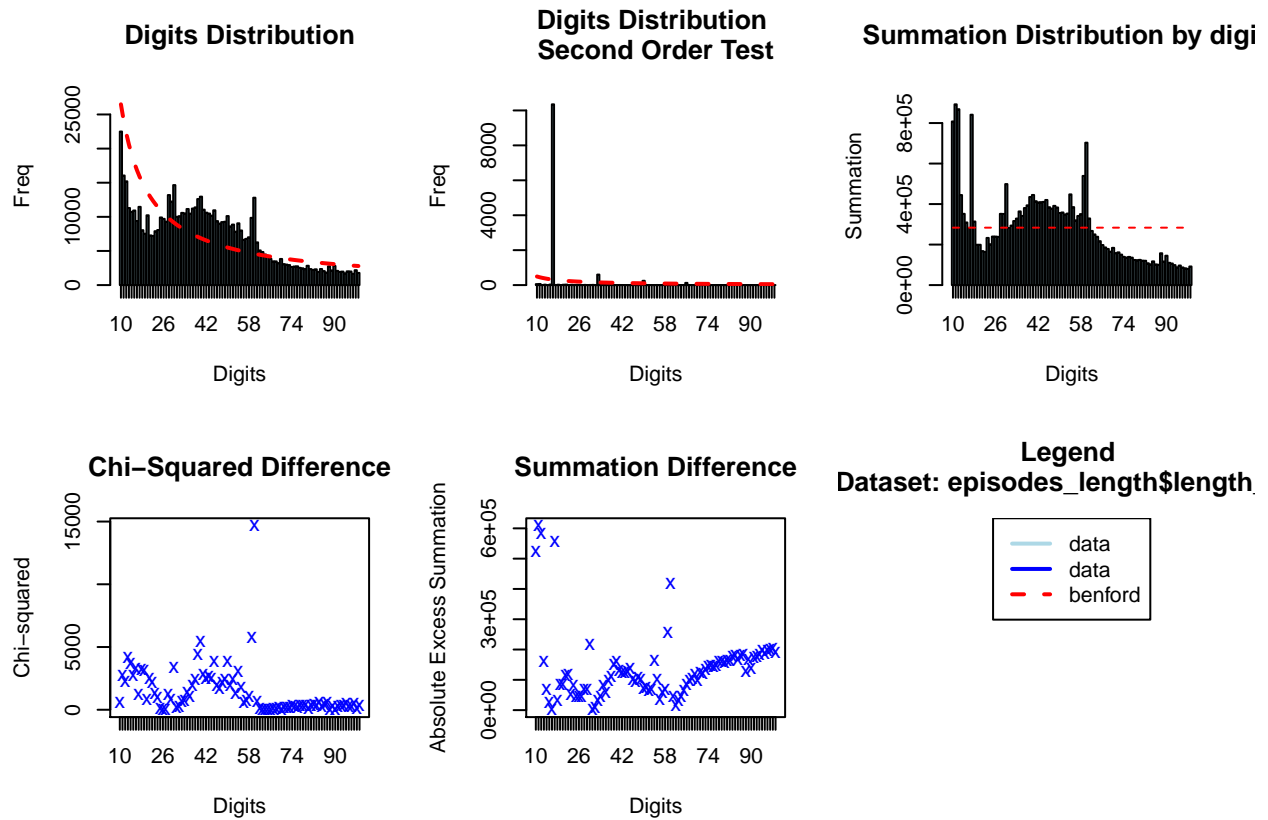 Digits Distribution
Freq
0
10000
25000
10 26 42 58 74 90
Digits
Digits Distribution
Second Order Test
Freq
0
4000
8000
10 26 42 58 74 90
Digits
Summation Distribution by digi
Summation
0e+00
4e+05
8e+05
10 26 42 58 74 90
Digits
Chi−Squared Difference
Chi−squared
0
5000
15000
10 26 42 58 74 90
Digits
Summation Difference
Absolute Excess Summation
0e+00
3e+05
6e+05
10 26 42 58 74 90
Digits
Legend
Dataset: episodes_length$length_
data
data
benford